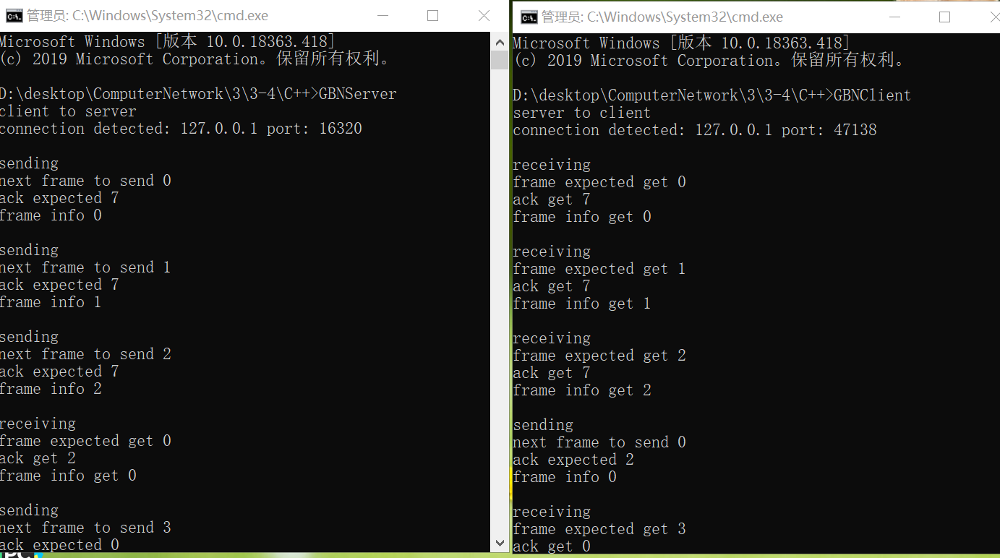 管理员: C:\Windows\System32\cmd.exe
Microsoft Windows [版本 10.0.18363.418]
(c) 2019 Microsoft Corporation。保留所有权利。
D:\desktop\ComputerNetwork\3\3-4\C++>GBNServer
client to server
connection detected: 127.0.0.1 port: 16320
sending
next frame to send 0
ack expected 7
frame info 0
sending
next frame to send 1
ack expected 7
frame info 1
sending
next frame to send 2
ack expected 7
frame info 2
receiving
frame expected get 0
ack get 2
frame info get 0
sending
next frame to send 3
ack expected 0
管理员: C:\Windows\System32\cmd.exe
Microsoft Windows [版本 10.0.18363.418]
(c) 2019 Microsoft Corporation。保留所有权利。
D:\desktop\ComputerNetwork\3\3-4\C++>GBNClient
server to client
connection detected: 127.0.0.1 port: 47138
receiving
frame expected get 0
ack get 7
frame info get 0
receiving
frame expected get 1
ack get 7
frame info get 1
receiving
frame expected get 2
ack get 7
frame info get 2
sending
next frame to send 0
ack expected 2
frame info 0
receiving
frame expected get 3
ack get 0